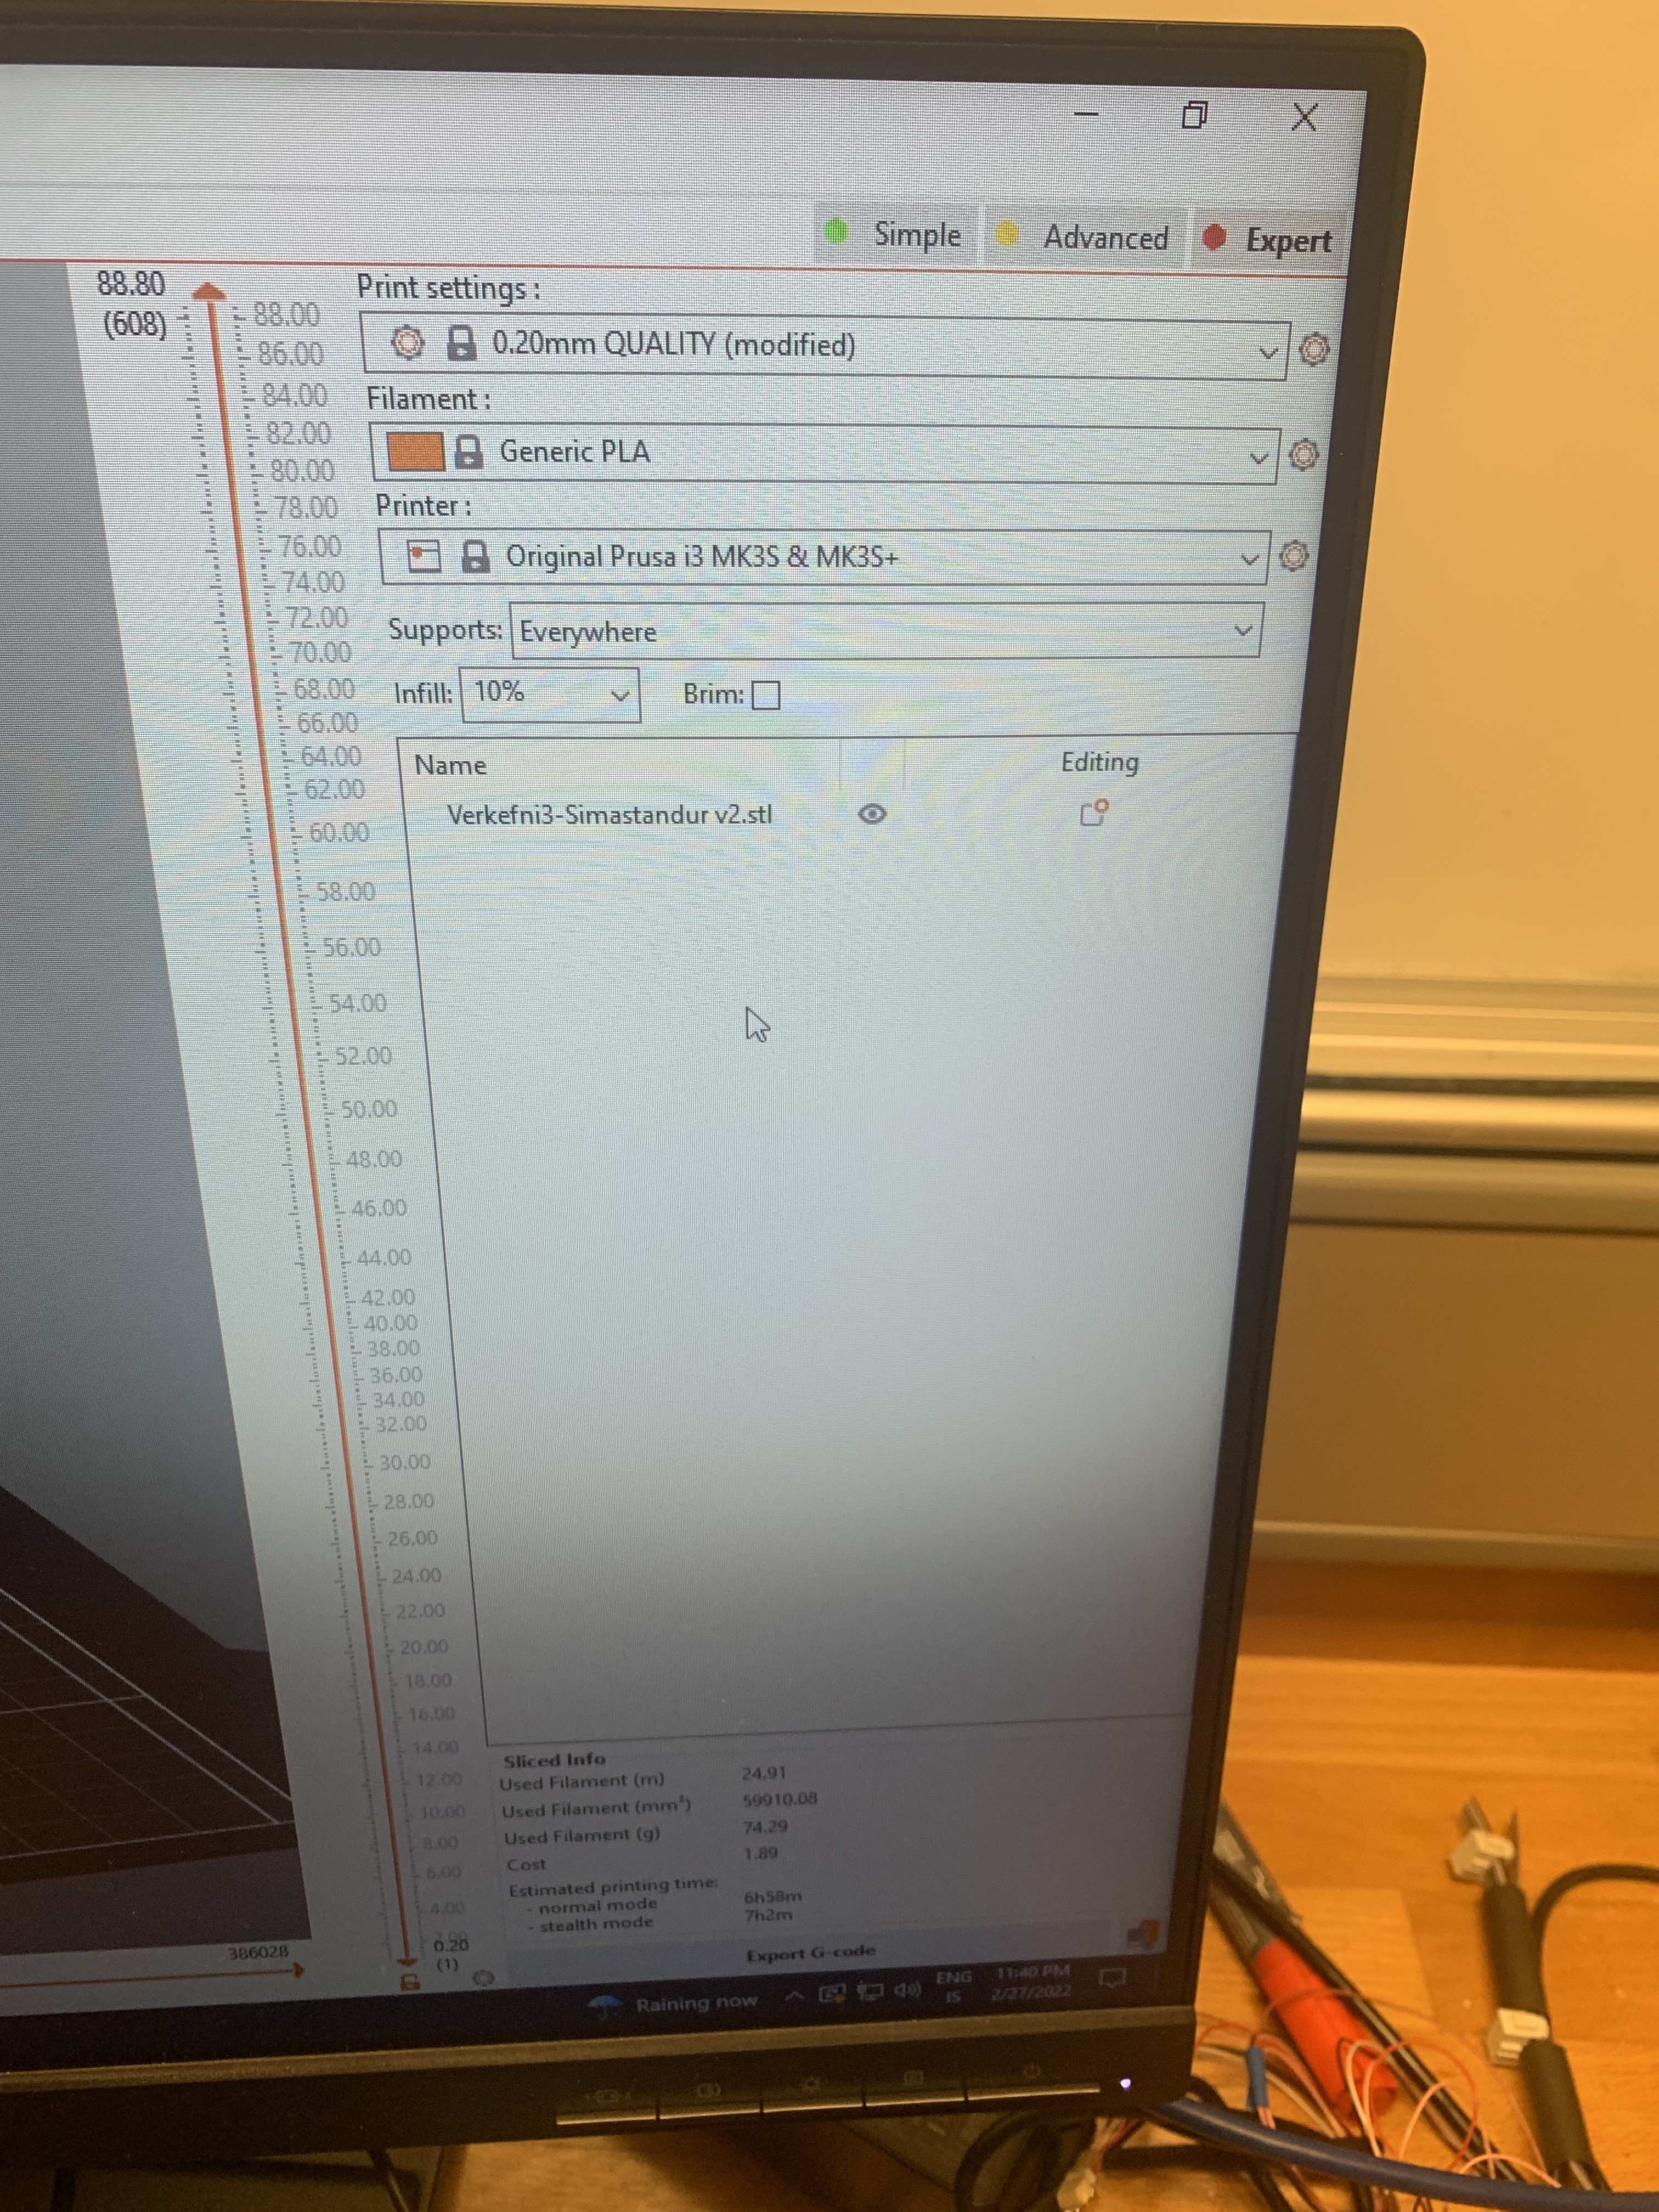 Simple
Advanced
Expert
88.80
(608)
Print settings :
0.20mm QUALITY (modified)
Filament :
Generic PLA
Printer :
Original Prusa i3 MK3S & MK3S+
Supports: Everywhere
Infill: 10%
Brim:
Name
Editing
Verkefni3-Simastandur v2.stl
88.00
86.00
84.00
82.00
80.00
78.00
76.00
74.00
72.00
70.00
68.00
66.00
64.00
62.00
60.00
58.00
56.00
54.00
52.00
50.00
48.00
46.00
44.00
42.00
40.00
38.00
36.00
34.00
32.00
30.00
28.00
26.00
24.00
22.00
20.00
18.00
16.00
14.00
12.00
10.00
8.00
6.00
4.00
0.20
(1)
386028
Sliced Info
Used Filament (m) 24.91
Used Filament (mm³) 59910.08
Used Filament (g) 74.29
Cost 1.89
Estimated printing time:
- normal mode 6h58m
- stealth mode 7h2m
Export G-code
Raining now
ENG
IS
11:40 PM
2/27/2022